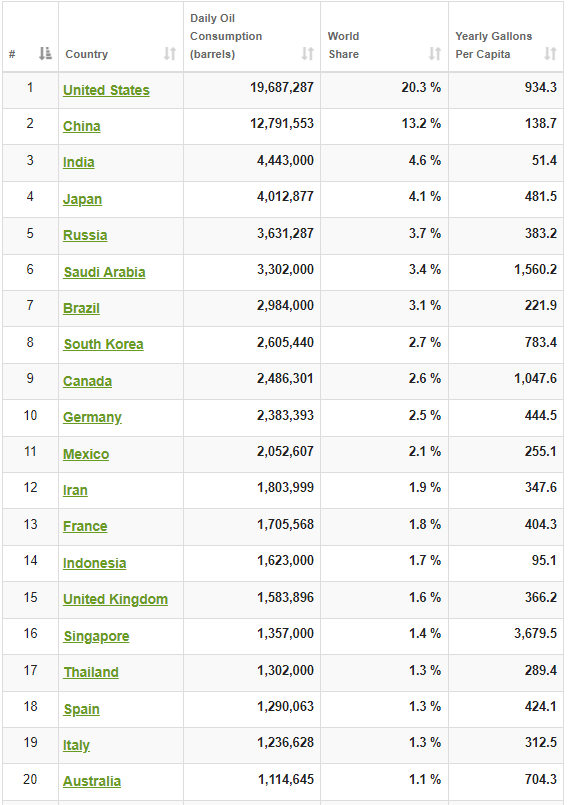 # Country Daily Oil Consumption (barrels) World Share Yearly Gallons Per Capita
1 United States 19,687,287 20.3 % 934.3
2 China 12,791,553 13.2 % 138.7
3 India 4,443,000 4.6 % 51.4
4 Japan 4,012,877 4.1 % 481.5
5 Russia 3,631,287 3.7 % 383.2
6 Saudi Arabia 3,302,000 3.4 % 1,560.2
7 Brazil 2,984,000 3.1 % 221.9
8 South Korea 2,605,440 2.7 % 783.4
9 Canada 2,486,301 2.6 % 1,047.6
10 Germany 2,383,393 2.5 % 444.5
11 Mexico 2,052,607 2.1 % 255.1
12 Iran 1,803,999 1.9 % 347.6
13 France 1,705,568 1.8 % 404.3
14 Indonesia 1,623,000 1.7 % 95.1
15 United Kingdom 1,583,896 1.6 % 366.2
16 Singapore 1,357,000 1.4 % 3,679.5
17 Thailand 1,302,000 1.3 % 289.4
18 Spain 1,290,063 1.3 % 424.1
19 Italy 1,236,628 1.3 % 312.5
20 Australia 1,114,645 1.1 % 704.3